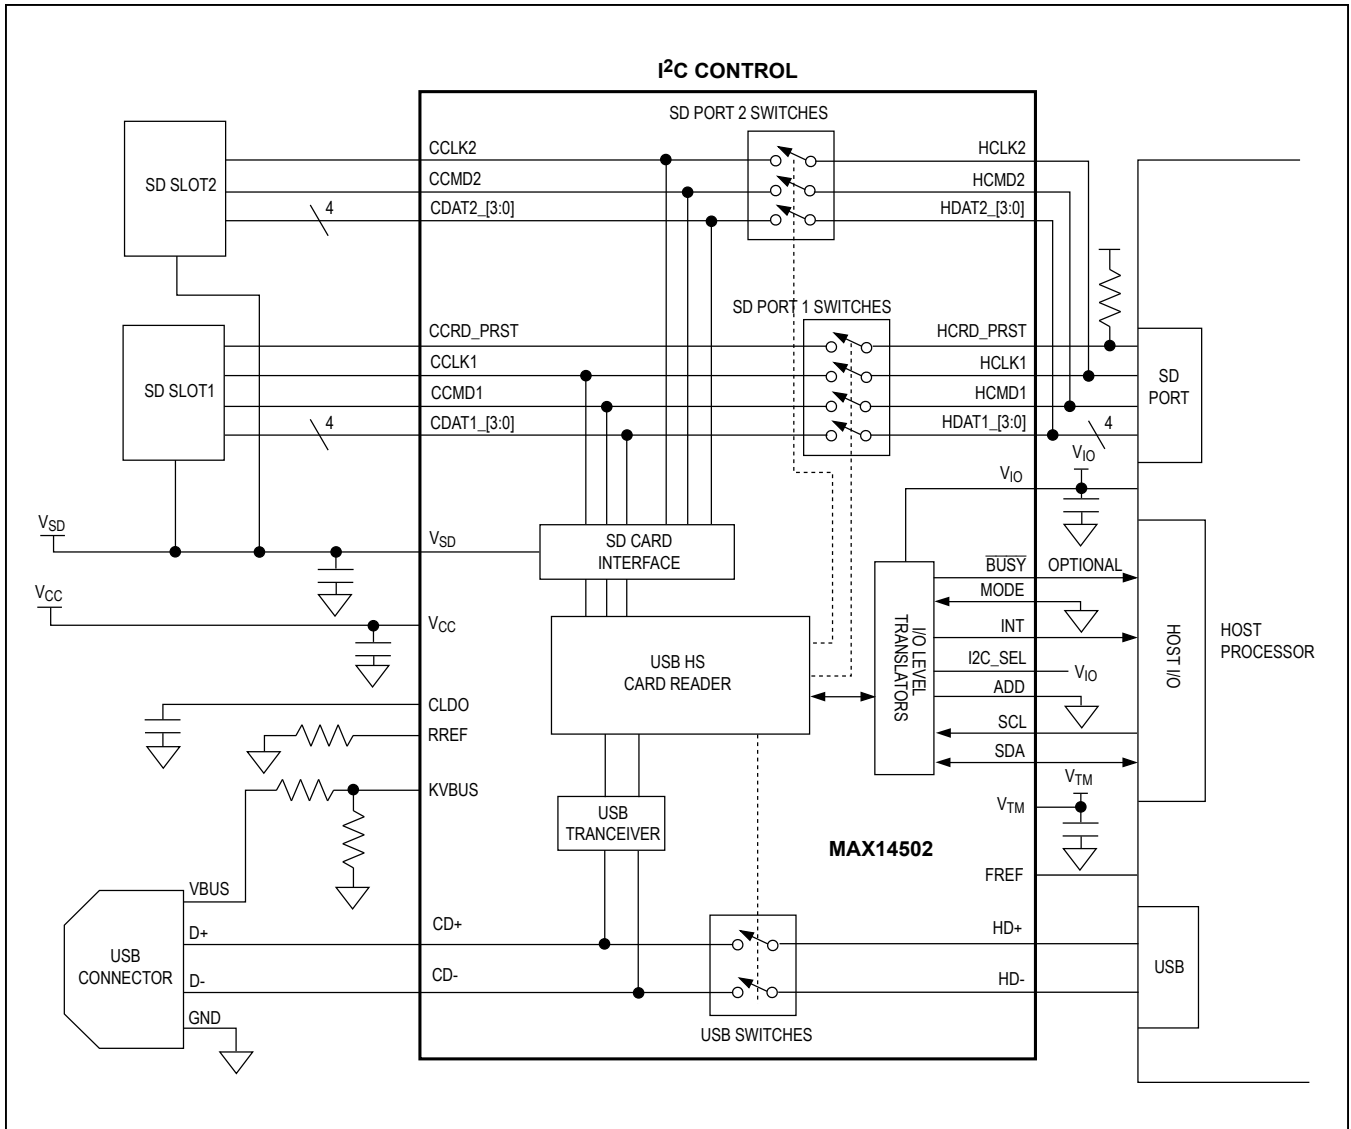 I²C CONTROL
SD PORT 2 SWITCHES
SD SLOT2
CCLK2
HCLK2
CCMD2
HCMD2
4
CDAT2_[3:0]
HDAT2_[3:0]
SD PORT 1 SWITCHES
SD SLOT1
CCRD_PRST
HCRD_PRST
CCLK1
HCLK1
CCMD1
HCMD1
4
CDAT1_[3:0]
HDAT1_[3:0]
4
SD
PORT
VIO
VIO
VSD
VSD
SD CARD
INTERFACE
BUSY
OPTIONAL
MODE
VCC
VCC
INT
I2C_SEL
VIO
ADD
SCL
SDA
I/O LEVEL
TRANSLATORS
HOST I/O
HOST
PROCESSOR
USB HS
CARD READER
CLDO
RREF
KVBUS
VTM
VTM
USB
TRANCEIVER
MAX14502
FREF
VBUS
D+
CD+
HD+
USB
CONNECTOR
D-
CD-
HD-
USB
GND
USB SWITCHES